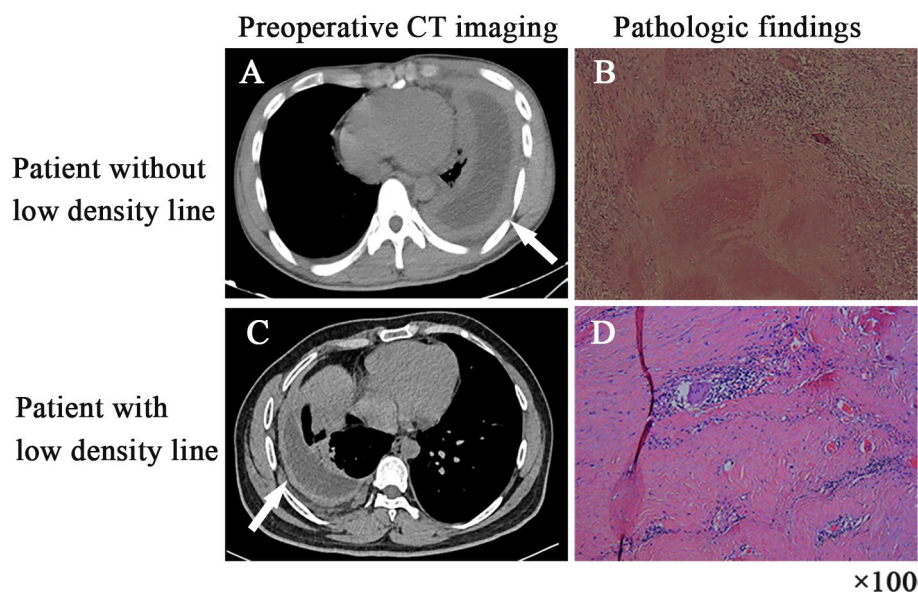 Preoperative CT imaging
Pathologic findings
A
B
Patient without
low density line
C
D
Patient with
low density line
×100